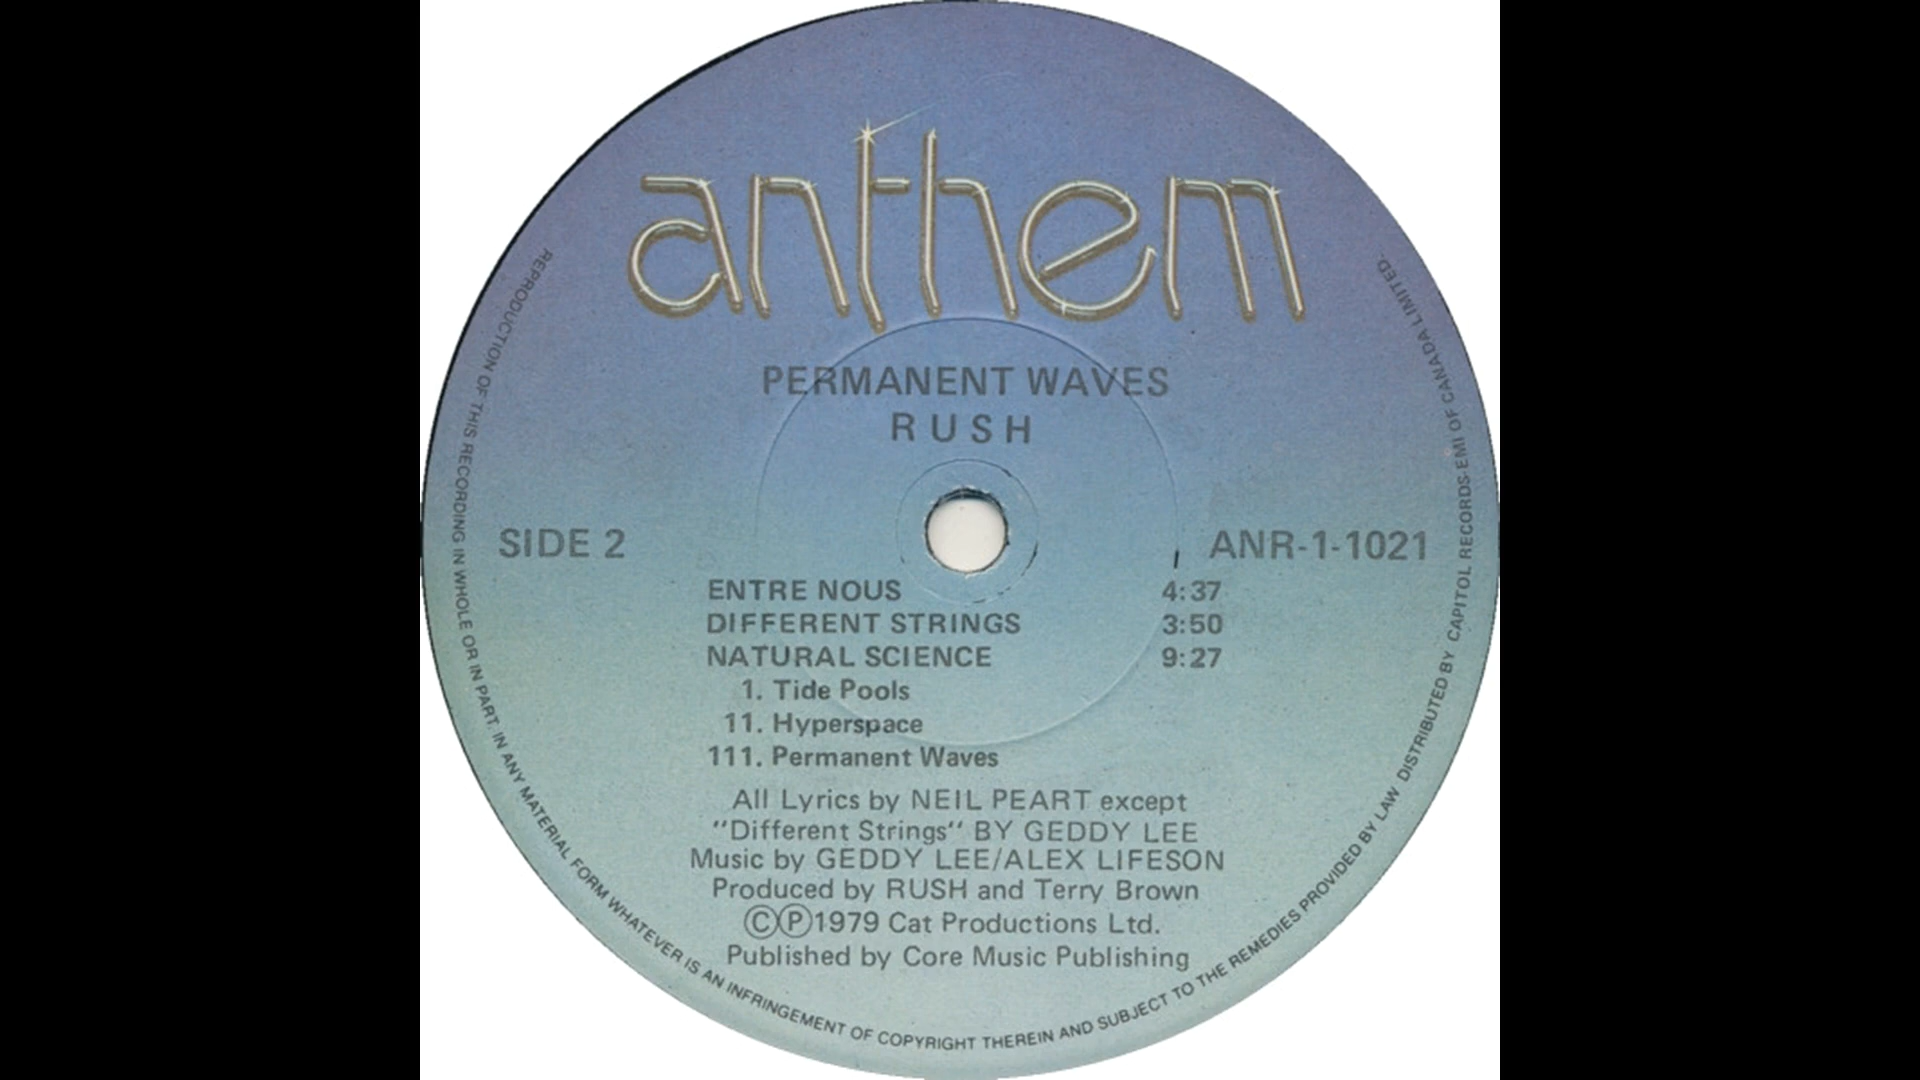 anthem
PERMANENT WAVES
RUSH
SIDE 2
ANR-1-1021
ENTRE NOUS 4:37
DIFFERENT STRINGS 3:50
NATURAL SCIENCE 9:27
1. Tide Pools
11. Hyperspace
111. Permanent Waves
All Lyrics by NEIL PEART except
"Different Strings" BY GEDDY LEE
Music by GEDDY LEE/ALEX LIFESON
Produced by RUSH and Terry Brown
©℗1979 Cat Productions Ltd.
Published by Core Music Publishing
REPRODUCTION OF THIS RECORDING IN WHOLE OR IN PART. IN ANY MATERIAL FORM WHATEVER IS AN INFRINGEMENT OF COPYRIGHT THEREIN AND SUBJECT TO THE REMEDIES PROVIDED BY LAW DISTRIBUTED BY CAPITOL RECORDS-EMI OF CANADA LIMITED.